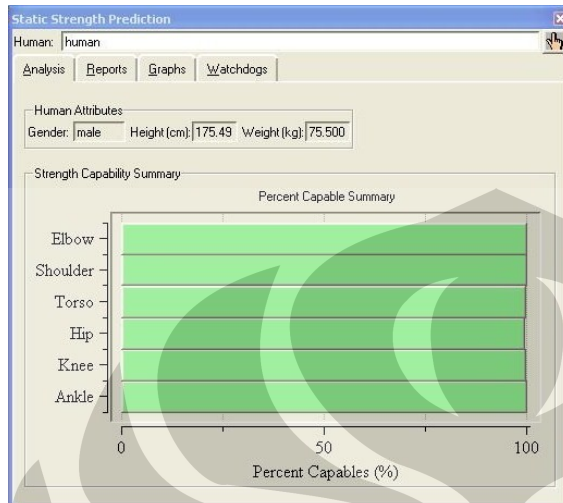 Static Strength Prediction
Human: human
Analysis Reports Graphs Watchdogs
Human Attributes
Gender: male Height (cm): 175.49 Weight (kg): 75.500
Strength Capability Summary
Percent Capable Summary
Elbow
Shoulder
Torso
Hip
Knee
Ankle
0 50 100
Percent Capables (%)